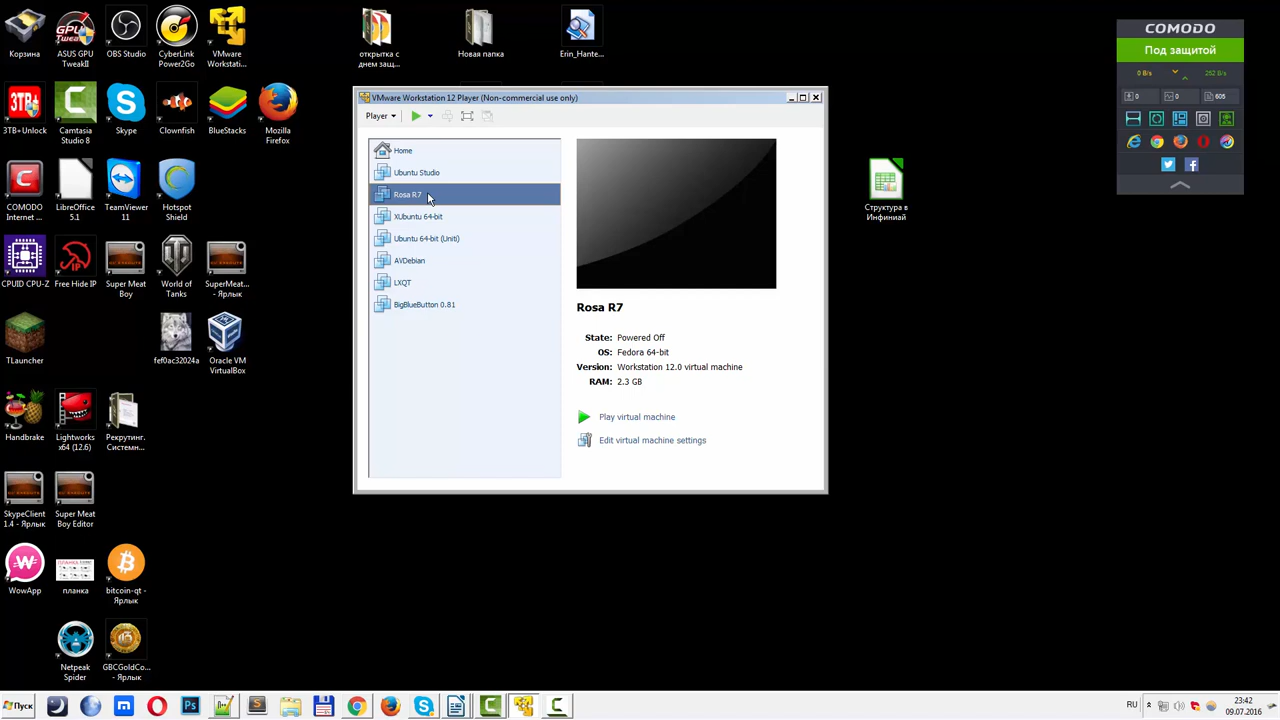 Корзина
ASUS GPU
TweakII
OBS Studio
CyberLink
Power2Go
VMware
Workstati...
открытка с
днем защ...
Новая папка
Erin_Hante...
3TB+
3TB+Unlock
Camtasia
Studio 8
Skype
Clownfish
BlueStacks
Mozilla
Firefox
COMODO
Internet ...
LibreOffice
5.1
TeamViewer
11
Hotspot
Shield
CPUID CPU-Z
Free Hide IP
Super Meat
Boy
World of
Tanks
SuperMeat...
- Ярлык
TLauncher
fef0ac32024a
Oracle VM
VirtualBox
Handbrake
Lightworks
x64 (12.6)
Рекрутинг.
Системн...
SkypeClient
1.4 - Ярлык
Super Meat
Boy Editor
WowApp
планка
bitcoin-qt -
Ярлык
Netpeak
Spider
GBCGoldCo...
- Ярлык
VMware Workstation 12 Player (Non-commercial use only)
Player
Home
Ubuntu Studio
Rosa R7
XUbuntu 64-bit
Ubuntu 64-bit (Uniti)
AVDebian
LXQT
BigBlueButton 0.81
Rosa R7
State: Powered Off
OS: Fedora 64-bit
Version: Workstation 12.0 virtual machine
RAM: 2.3 GB
Play virtual machine
Edit virtual machine settings
Структура в
Инфиниай
COMODO
Под защитой
0 B/s 262 B/s
0 0 605
Пуск
RU
23:42
09.07.2016